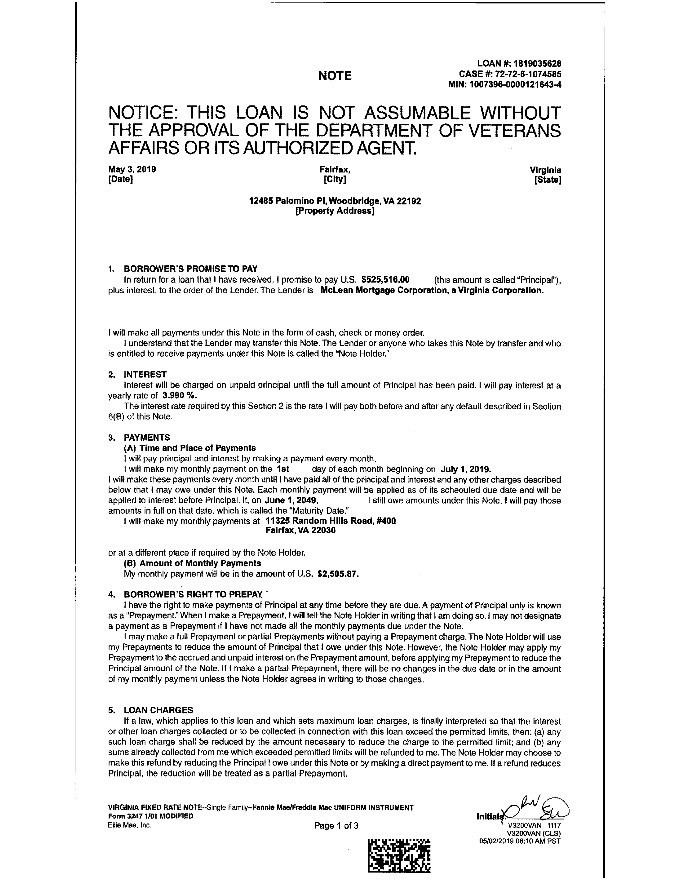 LOAN #: 1819035628
NOTE
CASE #: 72-72-6-1074585
MIN: 1007396-0000121643-4
NOTICE: THIS LOAN IS NOT ASSUMABLE WITHOUT
THE APPROVAL OF THE DEPARTMENT OF VETERANS
AFFAIRS OR ITS AUTHORIZED AGENT.
May 3, 2019 Fairfax, Virginia
[Date] [City] [State]
12485 Palomino Pl, Woodbridge, VA 22192
[Property Address]
1. BORROWER'S PROMISE TO PAY
In return for a loan that I have received, I promise to pay U.S. $525,516.00 (this amount is called "Principal"),
plus interest, to the order of the Lender. The Lender is McLean Mortgage Corporation, a Virginia Corporation.
I will make all payments under this Note in the form of cash, check or money order.
I understand that the Lender may transfer this Note. The Lender or anyone who takes this Note by transfer and who
is entitled to receive payments under this Note is called the "Note Holder."
2. INTEREST
Interest will be charged on unpaid principal until the full amount of Principal has been paid. I will pay interest at a
yearly rate of 3.990 %.
The interest rate required by this Section 2 is the rate I will pay both before and after any default described in Section
6(B) of this Note.
3. PAYMENTS
(A) Time and Place of Payments
I will pay principal and interest by making a payment every month.
I will make my monthly payment on the 1st day of each month beginning on July 1, 2019.
I will make these payments every month until I have paid all of the principal and interest and any other charges described
below that I may owe under this Note. Each monthly payment will be applied as of its scheduled due date and will be
applied to interest before Principal. If, on June 1, 2049, I still owe amounts under this Note, I will pay those
amounts in full on that date, which is called the "Maturity Date."
I will make my monthly payments at 11325 Random Hills Road, #400
Fairfax, VA 22030
or at a different place if required by the Note Holder.
(B) Amount of Monthly Payments
My monthly payment will be in the amount of U.S. $2,505.87.
4. BORROWER'S RIGHT TO PREPAY
I have the right to make payments of Principal at any time before they are due. A payment of Principal only is known
as a "Prepayment." When I make a Prepayment, I will tell the Note Holder in writing that I am doing so. I may not designate
a payment as a Prepayment if I have not made all the monthly payments due under the Note.
I may make a full Prepayment or partial Prepayments without paying a Prepayment charge. The Note Holder will use
my Prepayments to reduce the amount of Principal that I owe under this Note. However, the Note Holder may apply my
Prepayment to the accrued and unpaid interest on the Prepayment amount, before applying my Prepayment to reduce the
Principal amount of the Note. If I make a partial Prepayment, there will be no changes in the due date or in the amount
of my monthly payment unless the Note Holder agrees in writing to those changes.
5. LOAN CHARGES
If a law, which applies to this loan and which sets maximum loan charges, is finally interpreted so that the interest
or other loan charges collected or to be collected in connection with this loan exceed the permitted limits, then: (a) any
such loan charge shall be reduced by the amount necessary to reduce the charge to the permitted limit; and (b) any
sums already collected from me which exceeded permitted limits will be refunded to me. The Note Holder may choose to
make this refund by reducing the Principal I owe under this Note or by making a direct payment to me. If a refund reduces
Principal, the reduction will be treated as a partial Prepayment.
VIRGINIA FIXED RATE NOTE--Single Family--Fannie Mae/Freddie Mac UNIFORM INSTRUMENT
Form 3247 1/01 MODIFIED
Ellie Mae, Inc.
Page 1 of 3
Initials:
V3200VAN 1117
V3200VAN (CLS)
05/02/2019 06:10 AM PST